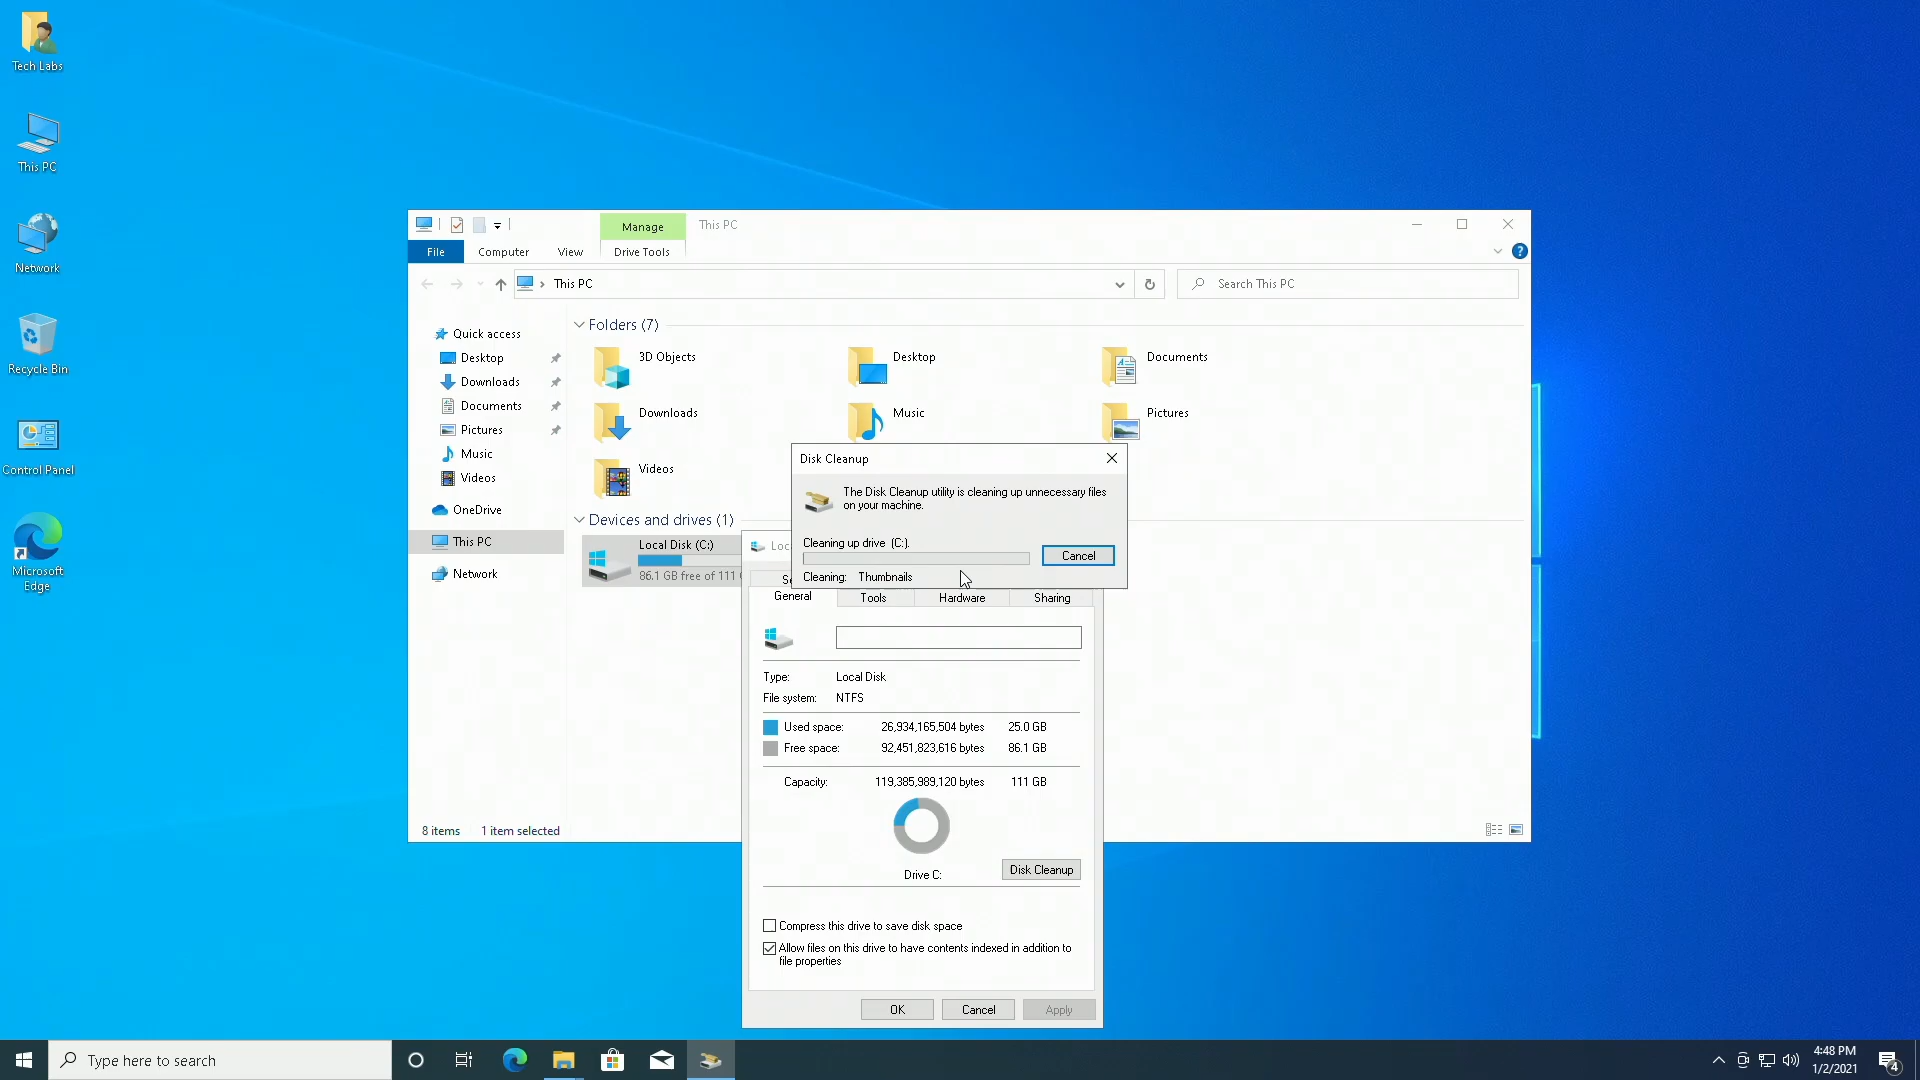 Tech Labs
This PC
Network
Recycle Bin
Control Panel
Microsoft
Edge
Manage
This PC
File
Computer
View
Drive Tools
This PC
Search This PC
Quick access
Desktop
Downloads
Documents
Pictures
Music
Videos
OneDrive
This PC
Network
Folders (7)
3D Objects
Desktop
Documents
Downloads
Music
Pictures
Videos
Devices and drives (1)
Local Disk (C:)
86.1 GB free of 111
8 items
1 item selected
Disk Cleanup
The Disk Cleanup utility is cleaning up unnecessary files
on your machine.
Cleaning up drive (C:).
Cancel
Cleaning: Thumbnails
General
Tools
Hardware
Sharing
Type: Local Disk
File system: NTFS
Used space: 26,934,165,504 bytes 25.0 GB
Free space: 92,451,823,616 bytes 86.1 GB
Capacity: 119,385,989,120 bytes 111 GB
Drive C:
Disk Cleanup
Compress this drive to save disk space
Allow files on this drive to have contents indexed in addition to
file properties
OK
Cancel
Apply
Type here to search
4:48 PM
1/2/2021
4